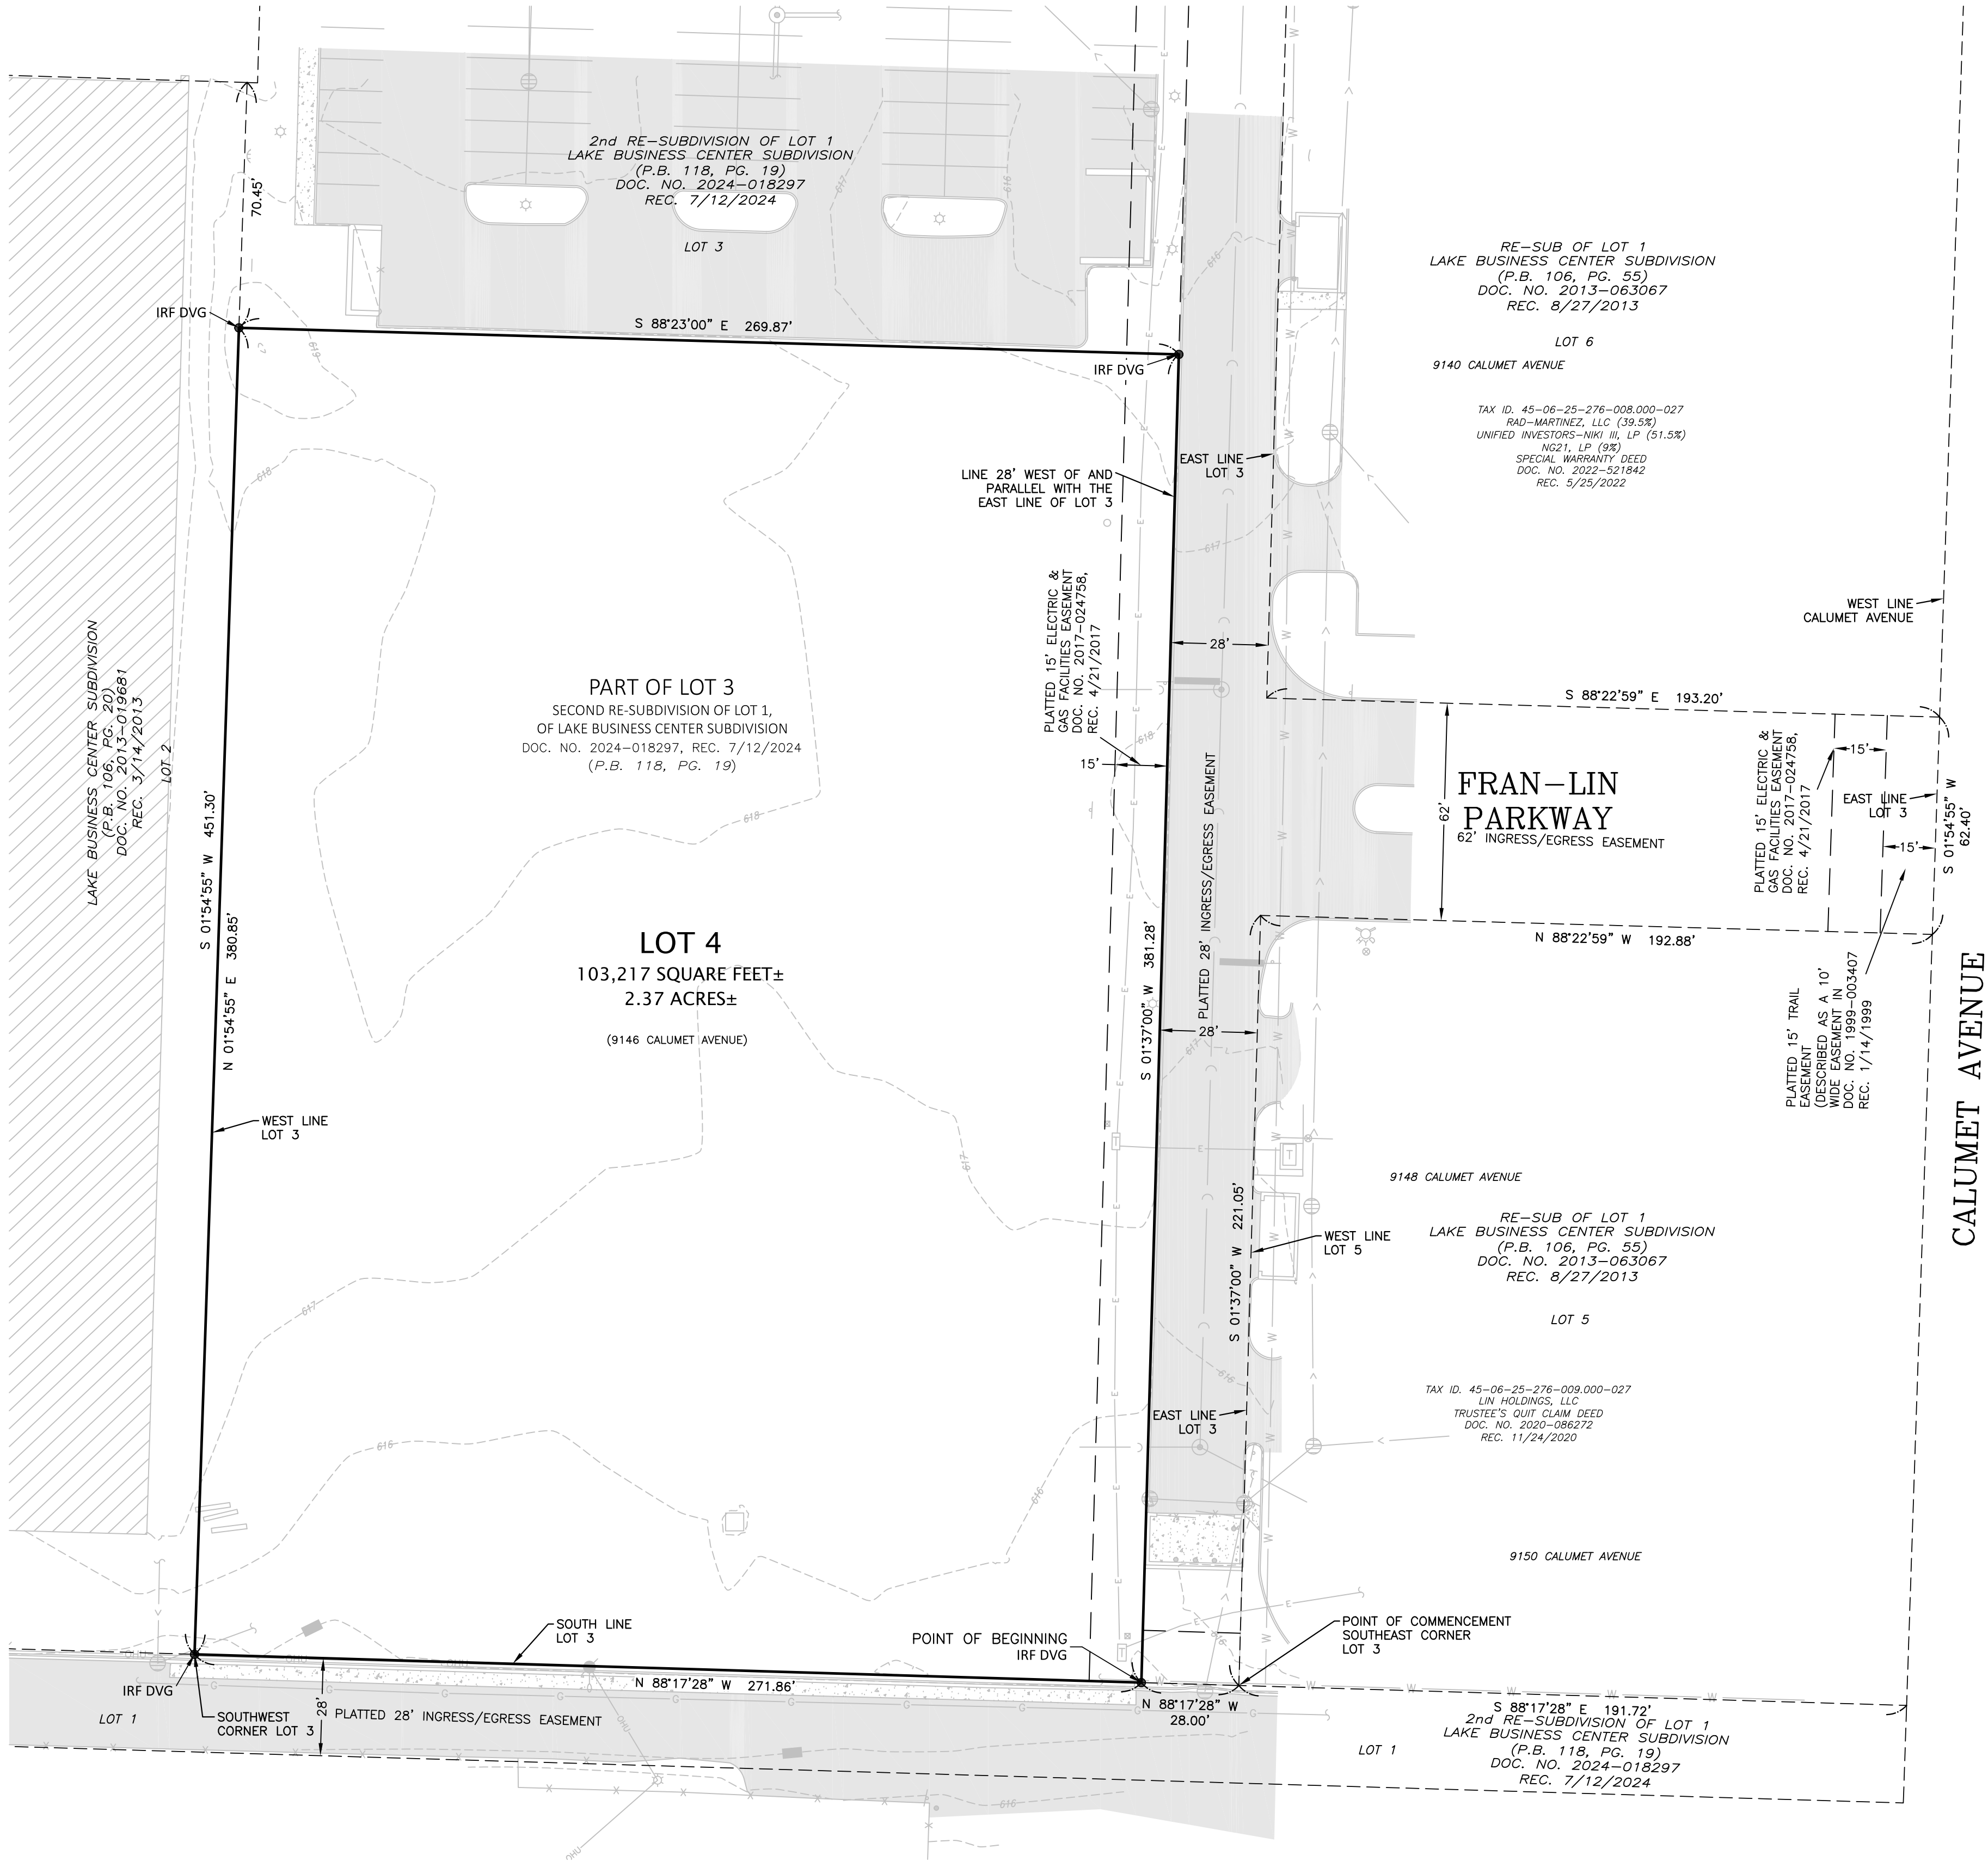 2nd RE-SUBDIVISION OF LOT 1
LAKE BUSINESS CENTER SUBDIVISION
(P.B. 118, PG. 19)
DOC. NO. 2024-018297
REC. 7/12/2024
LOT 3
70.45'
IRF DVG
S 88°23'00" E 269.87'
IRF DVG
RE-SUB OF LOT 1
LAKE BUSINESS CENTER SUBDIVISION
(P.B. 106, PG. 55)
DOC. NO. 2013-063067
REC. 8/27/2013
LOT 6
9140 CALUMET AVENUE
TAX ID. 45-06-25-276-008.000-027
RAD-MARTINEZ, LLC (39.5%)
UNIFIED INVESTORS-NIKI III, LP (51.5%)
NG21, LP (9%)
SPECIAL WARRANTY DEED
DOC. NO. 2022-521842
REC. 5/25/2022
EAST LINE
LOT 3
LINE 28' WEST OF AND
PARALLEL WITH THE
EAST LINE OF LOT 3
WEST LINE
CALUMET AVENUE
PLATTED 15' ELECTRIC &
GAS FACILITIES EASEMENT
DOC. NO. 2017-024758,
REC. 4/21/2017
15'
28'
LAKE BUSINESS CENTER SUBDIVISION
(P.B. 106, PG. 20)
DOC. NO. 2013-019681
REC. 3/14/2013
LOT 2
PART OF LOT 3
SECOND RE-SUBDIVISION OF LOT 1,
OF LAKE BUSINESS CENTER SUBDIVISION
DOC. NO. 2024-018297, REC. 7/12/2024
(P.B. 118, PG. 19)
S 88°22'59" E 193.20'
PLATTED 15' ELECTRIC &
GAS FACILITIES EASEMENT
DOC. NO. 2017-024758,
REC. 4/21/2017
15'
EAST LINE
LOT 3
15'
S 01°54'55" W
62.40'
62'
FRAN-LIN
PARKWAY
62' INGRESS/EGRESS EASEMENT
N 88°22'59" W 192.88'
PLATTED 15' TRAIL
EASEMENT
(DESCRIBED AS A 10'
WIDE EASEMENT IN
DOC. NO. 1999-003407
REC. 1/14/1999
CALUMET AVENUE
S 01°54'55" W 451.30'
N 01°54'55" E 380.85'
LOT 4
103,217 SQUARE FEET±
2.37 ACRES±
(9146 CALUMET AVENUE)
S 01°37'00" W 381.28'
PLATTED 28' INGRESS/EGRESS EASEMENT
28'
WEST LINE
LOT 3
9148 CALUMET AVENUE
RE-SUB OF LOT 1
LAKE BUSINESS CENTER SUBDIVISION
(P.B. 106, PG. 55)
DOC. NO. 2013-063067
REC. 8/27/2013
S 01°37'00" W 221.05'
WEST LINE
LOT 5
LOT 5
TAX ID. 45-06-25-276-009.000-027
LIN HOLDINGS, LLC
TRUSTEE'S QUIT CLAIM DEED
DOC. NO. 2020-086272
REC. 11/24/2020
EAST LINE
LOT 3
9150 CALUMET AVENUE
SOUTH LINE
LOT 3
POINT OF BEGINNING
IRF DVG
POINT OF COMMENCEMENT
SOUTHEAST CORNER
LOT 3
IRF DVG
N 88°17'28" W 271.86'
SOUTHWEST
CORNER LOT 3
28'
PLATTED 28' INGRESS/EGRESS EASEMENT
LOT 1
N 88°17'28" W
28.00'
S 88°17'28" E 191.72'
2nd RE-SUBDIVISION OF LOT 1
LAKE BUSINESS CENTER SUBDIVISION
(P.B. 118, PG. 19)
DOC. NO. 2024-018297
REC. 7/12/2024
LOT 1
619
618
618
618
617
617
617
617
617
616
616
616
616
616
616